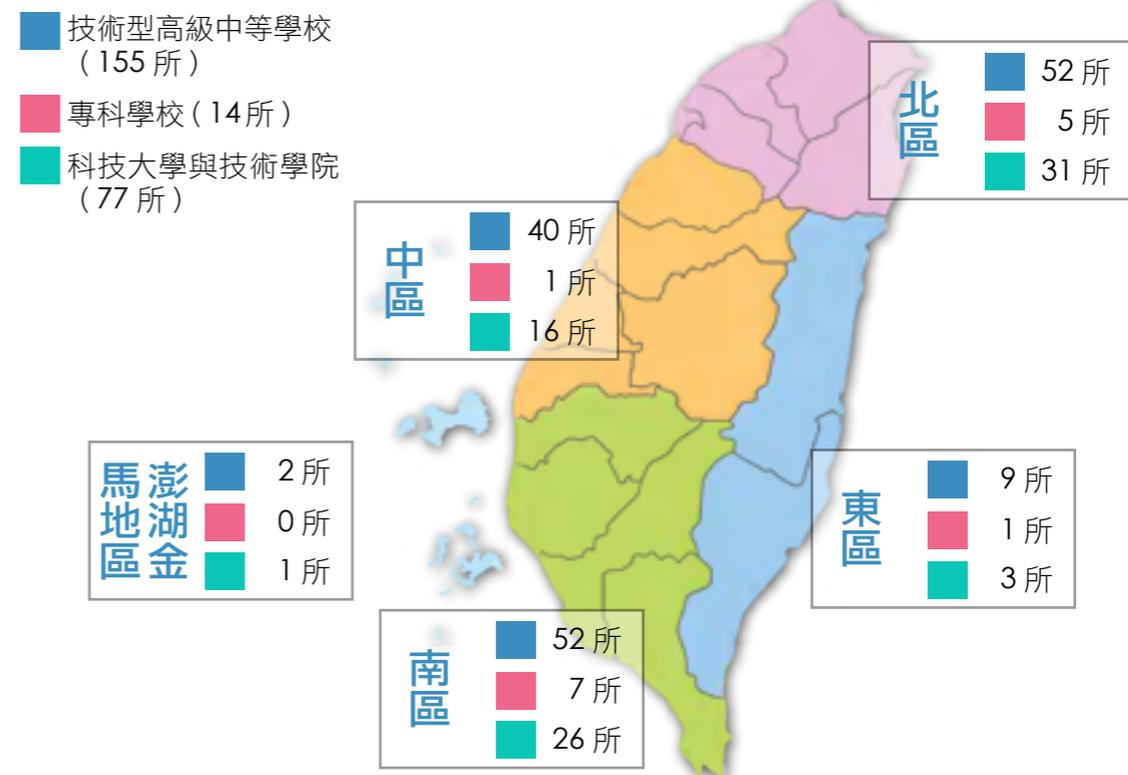 技術型高級中等學校
（155 所）
專科學校（14所）
科技大學與技術學院
（77 所）
北區
52 所
5 所
31 所
中區
40 所
1 所
16 所
澎湖金
馬地區
2 所
0 所
1 所
東區
9 所
1 所
3 所
南區
52 所
7 所
26 所